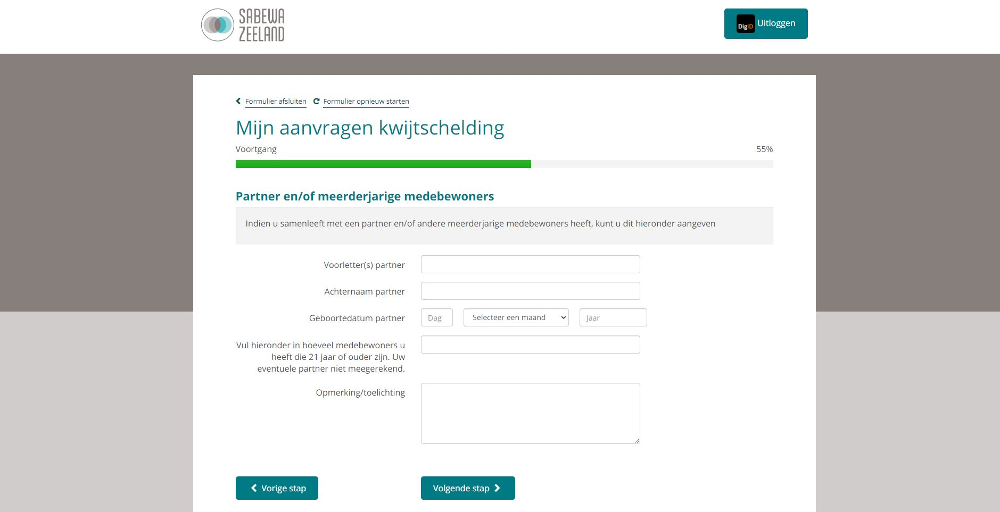 SABEWA
ZEELAND
DigiD Uitloggen
Formulier afsluiten Formulier opnieuw starten
Mijn aanvragen kwijtschelding
Voortgang 55%
Partner en/of meerderjarige medebewoners
Indien u samenleeft met een partner en/of andere meerderjarige medebewoners heeft, kunt u dit hieronder aangeven
Voorletter(s) partner
Achternaam partner
Geboortedatum partner Dag Selecteer een maand Jaar
Vul hieronder in hoeveel medebewoners u
heeft die 21 jaar of ouder zijn. Uw
eventuele partner niet meegerekend.
Opmerking/toelichting
Vorige stap Volgende stap